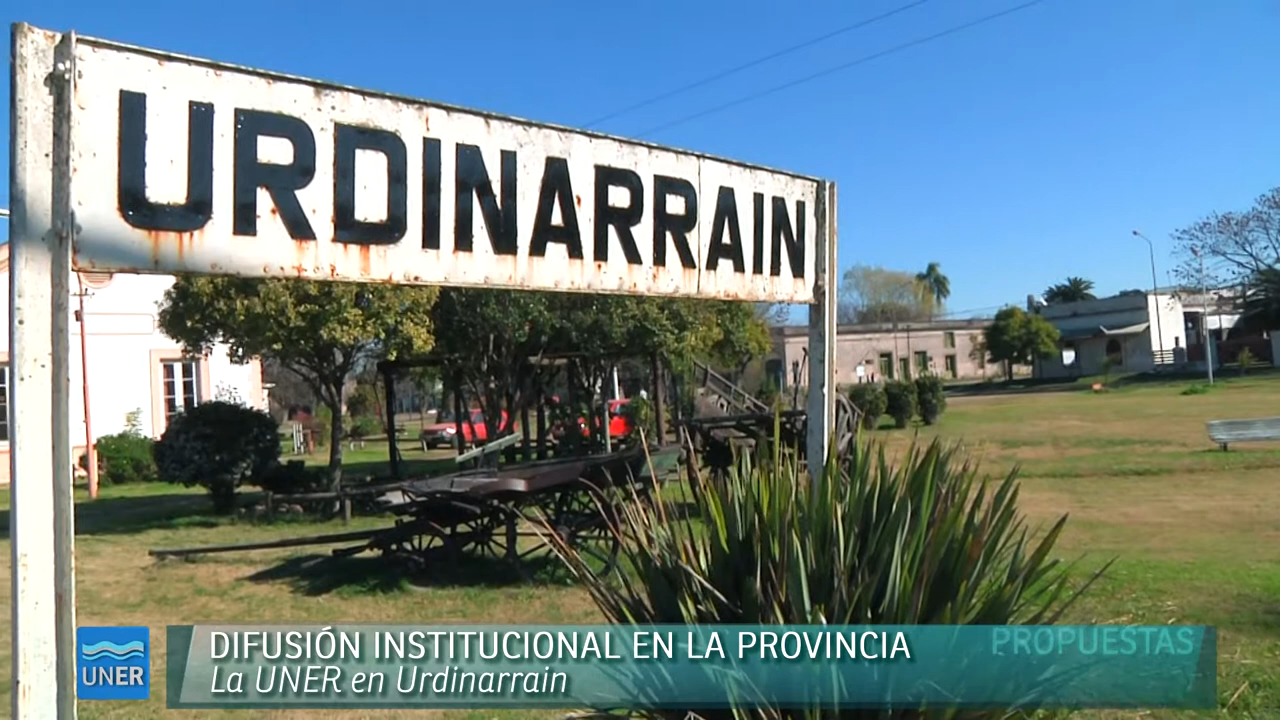 URDINARRAIN
DIFUSIÓN INSTITUCIONAL EN LA PROVINCIA
PROPUESTAS
La UNER en Urdinarrain
UNER